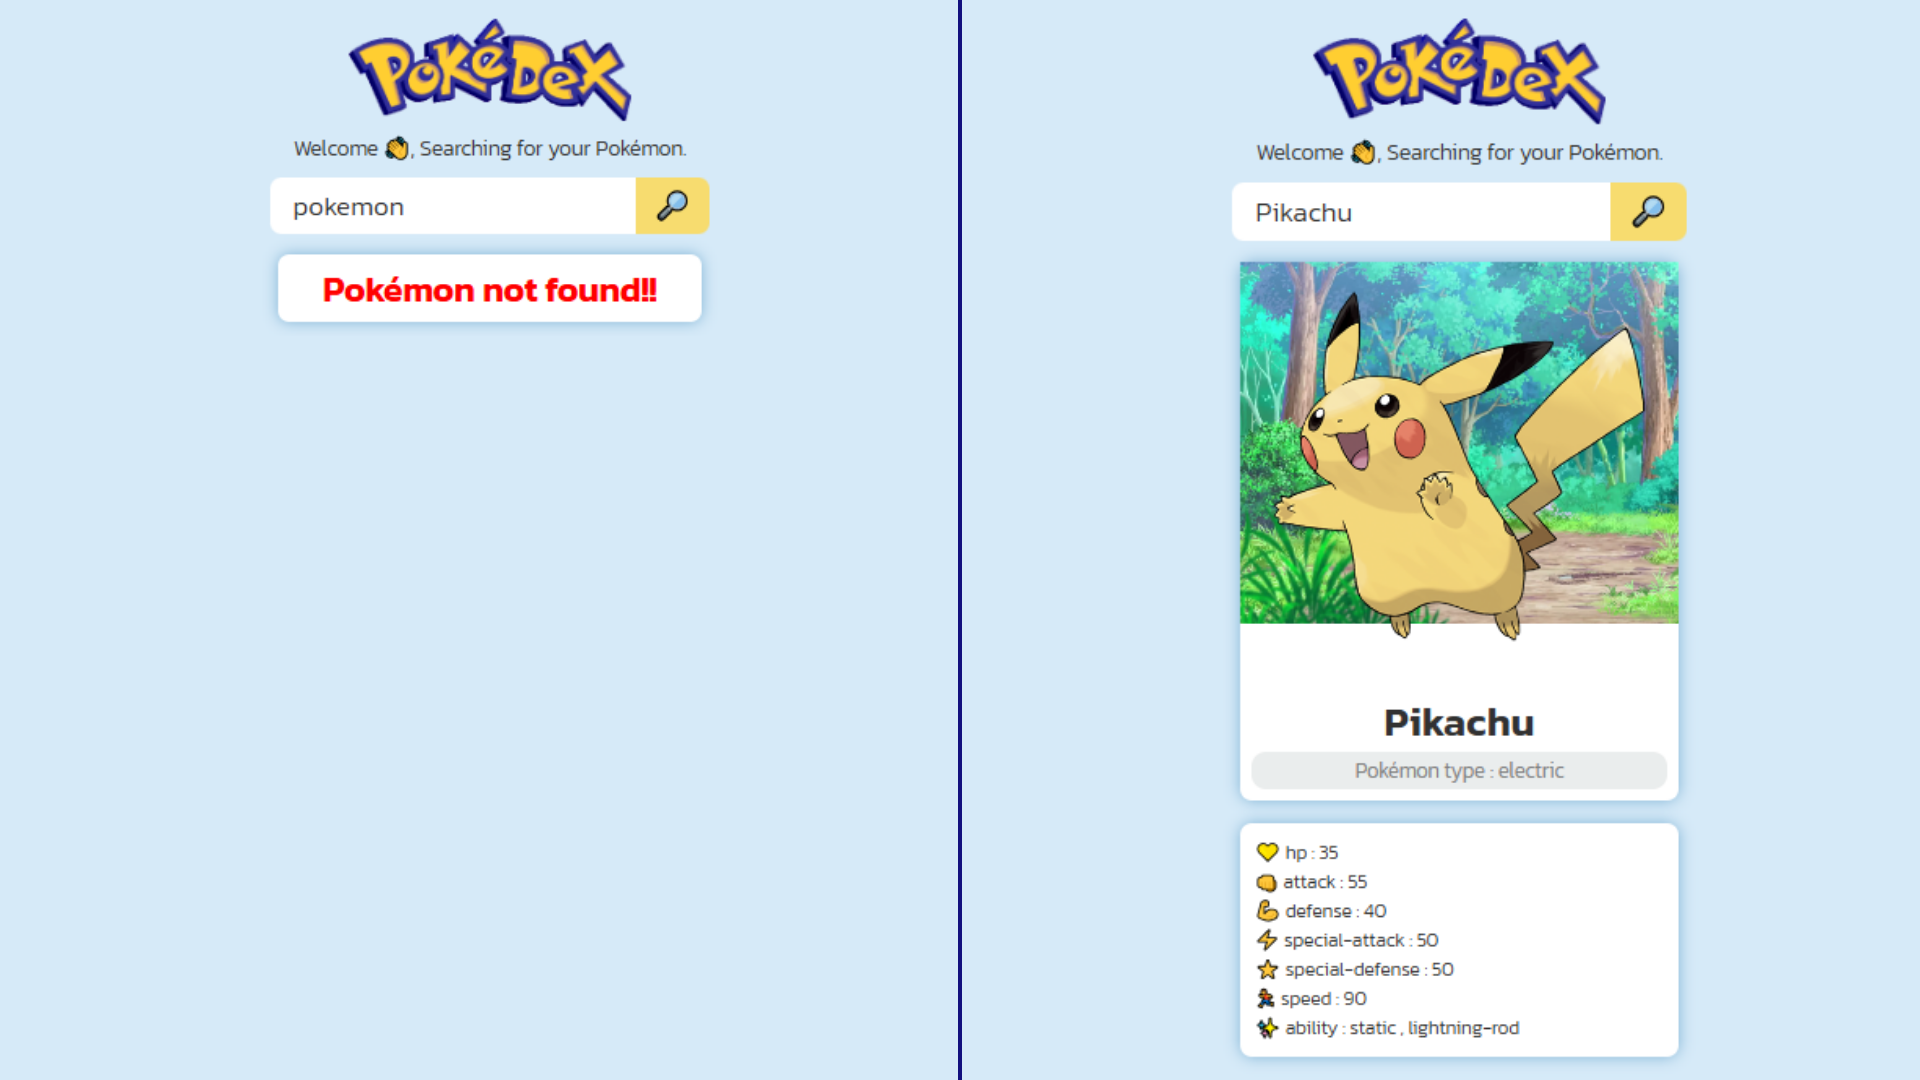 PokéDex
Welcome 👏, Searching for your Pokémon.
pokemon
Pokémon not found!!
PokéDex
Welcome 👏, Searching for your Pokémon.
Pikachu
Pikachu
Pokémon type : electric
hp : 35
attack : 55
defense : 40
special-attack : 50
special-defense : 50
speed : 90
ability : static , lightning-rod